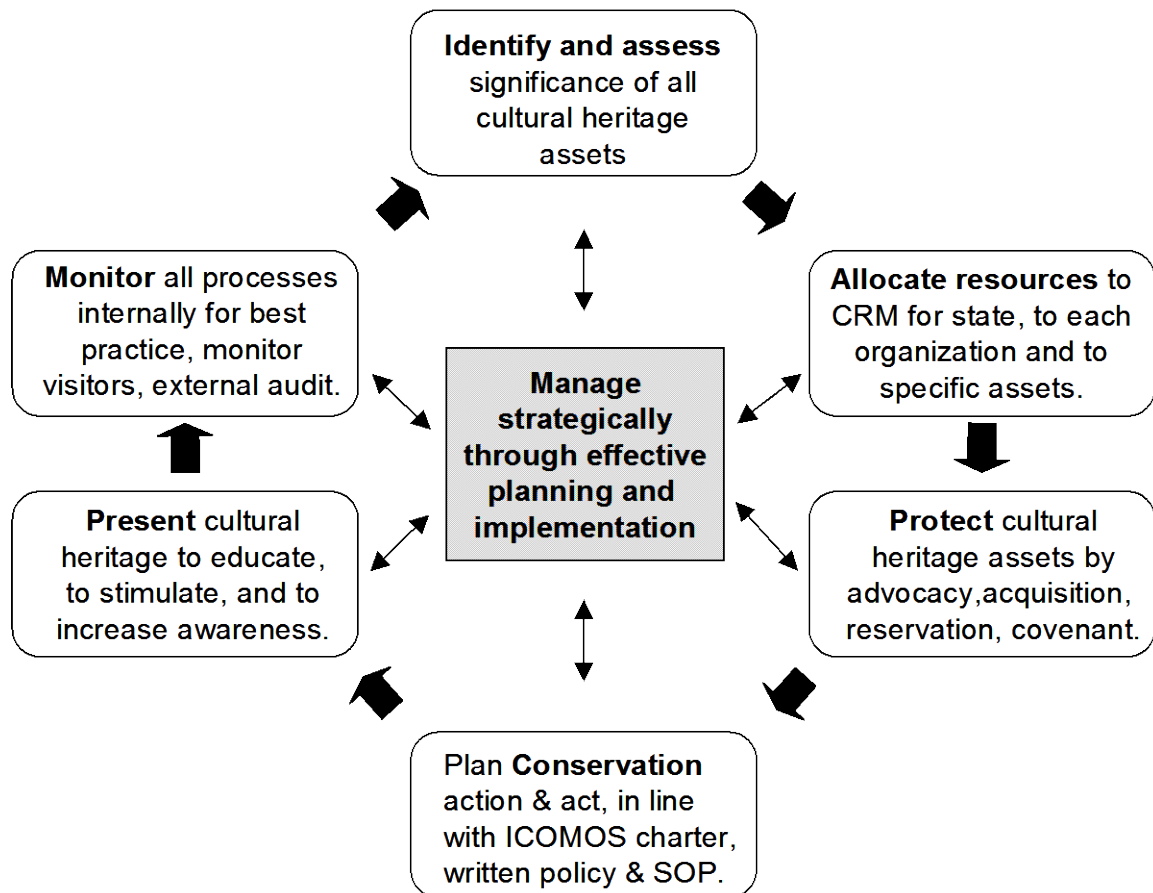 Identify and assess
significance of all
cultural heritage
assets
Monitor all processes
internally for best
practice, monitor
visitors, external audit.
Allocate resources to
CRM for state, to each
organization and to
specific assets.
Manage
strategically
through effective
planning and
implementation
Present cultural
heritage to educate,
to stimulate, and to
increase awareness.
Protect cultural
heritage assets by
advocacy,acquisition,
reservation, covenant.
Plan Conservation
action & act, in line
with ICOMOS charter,
written policy & SOP.